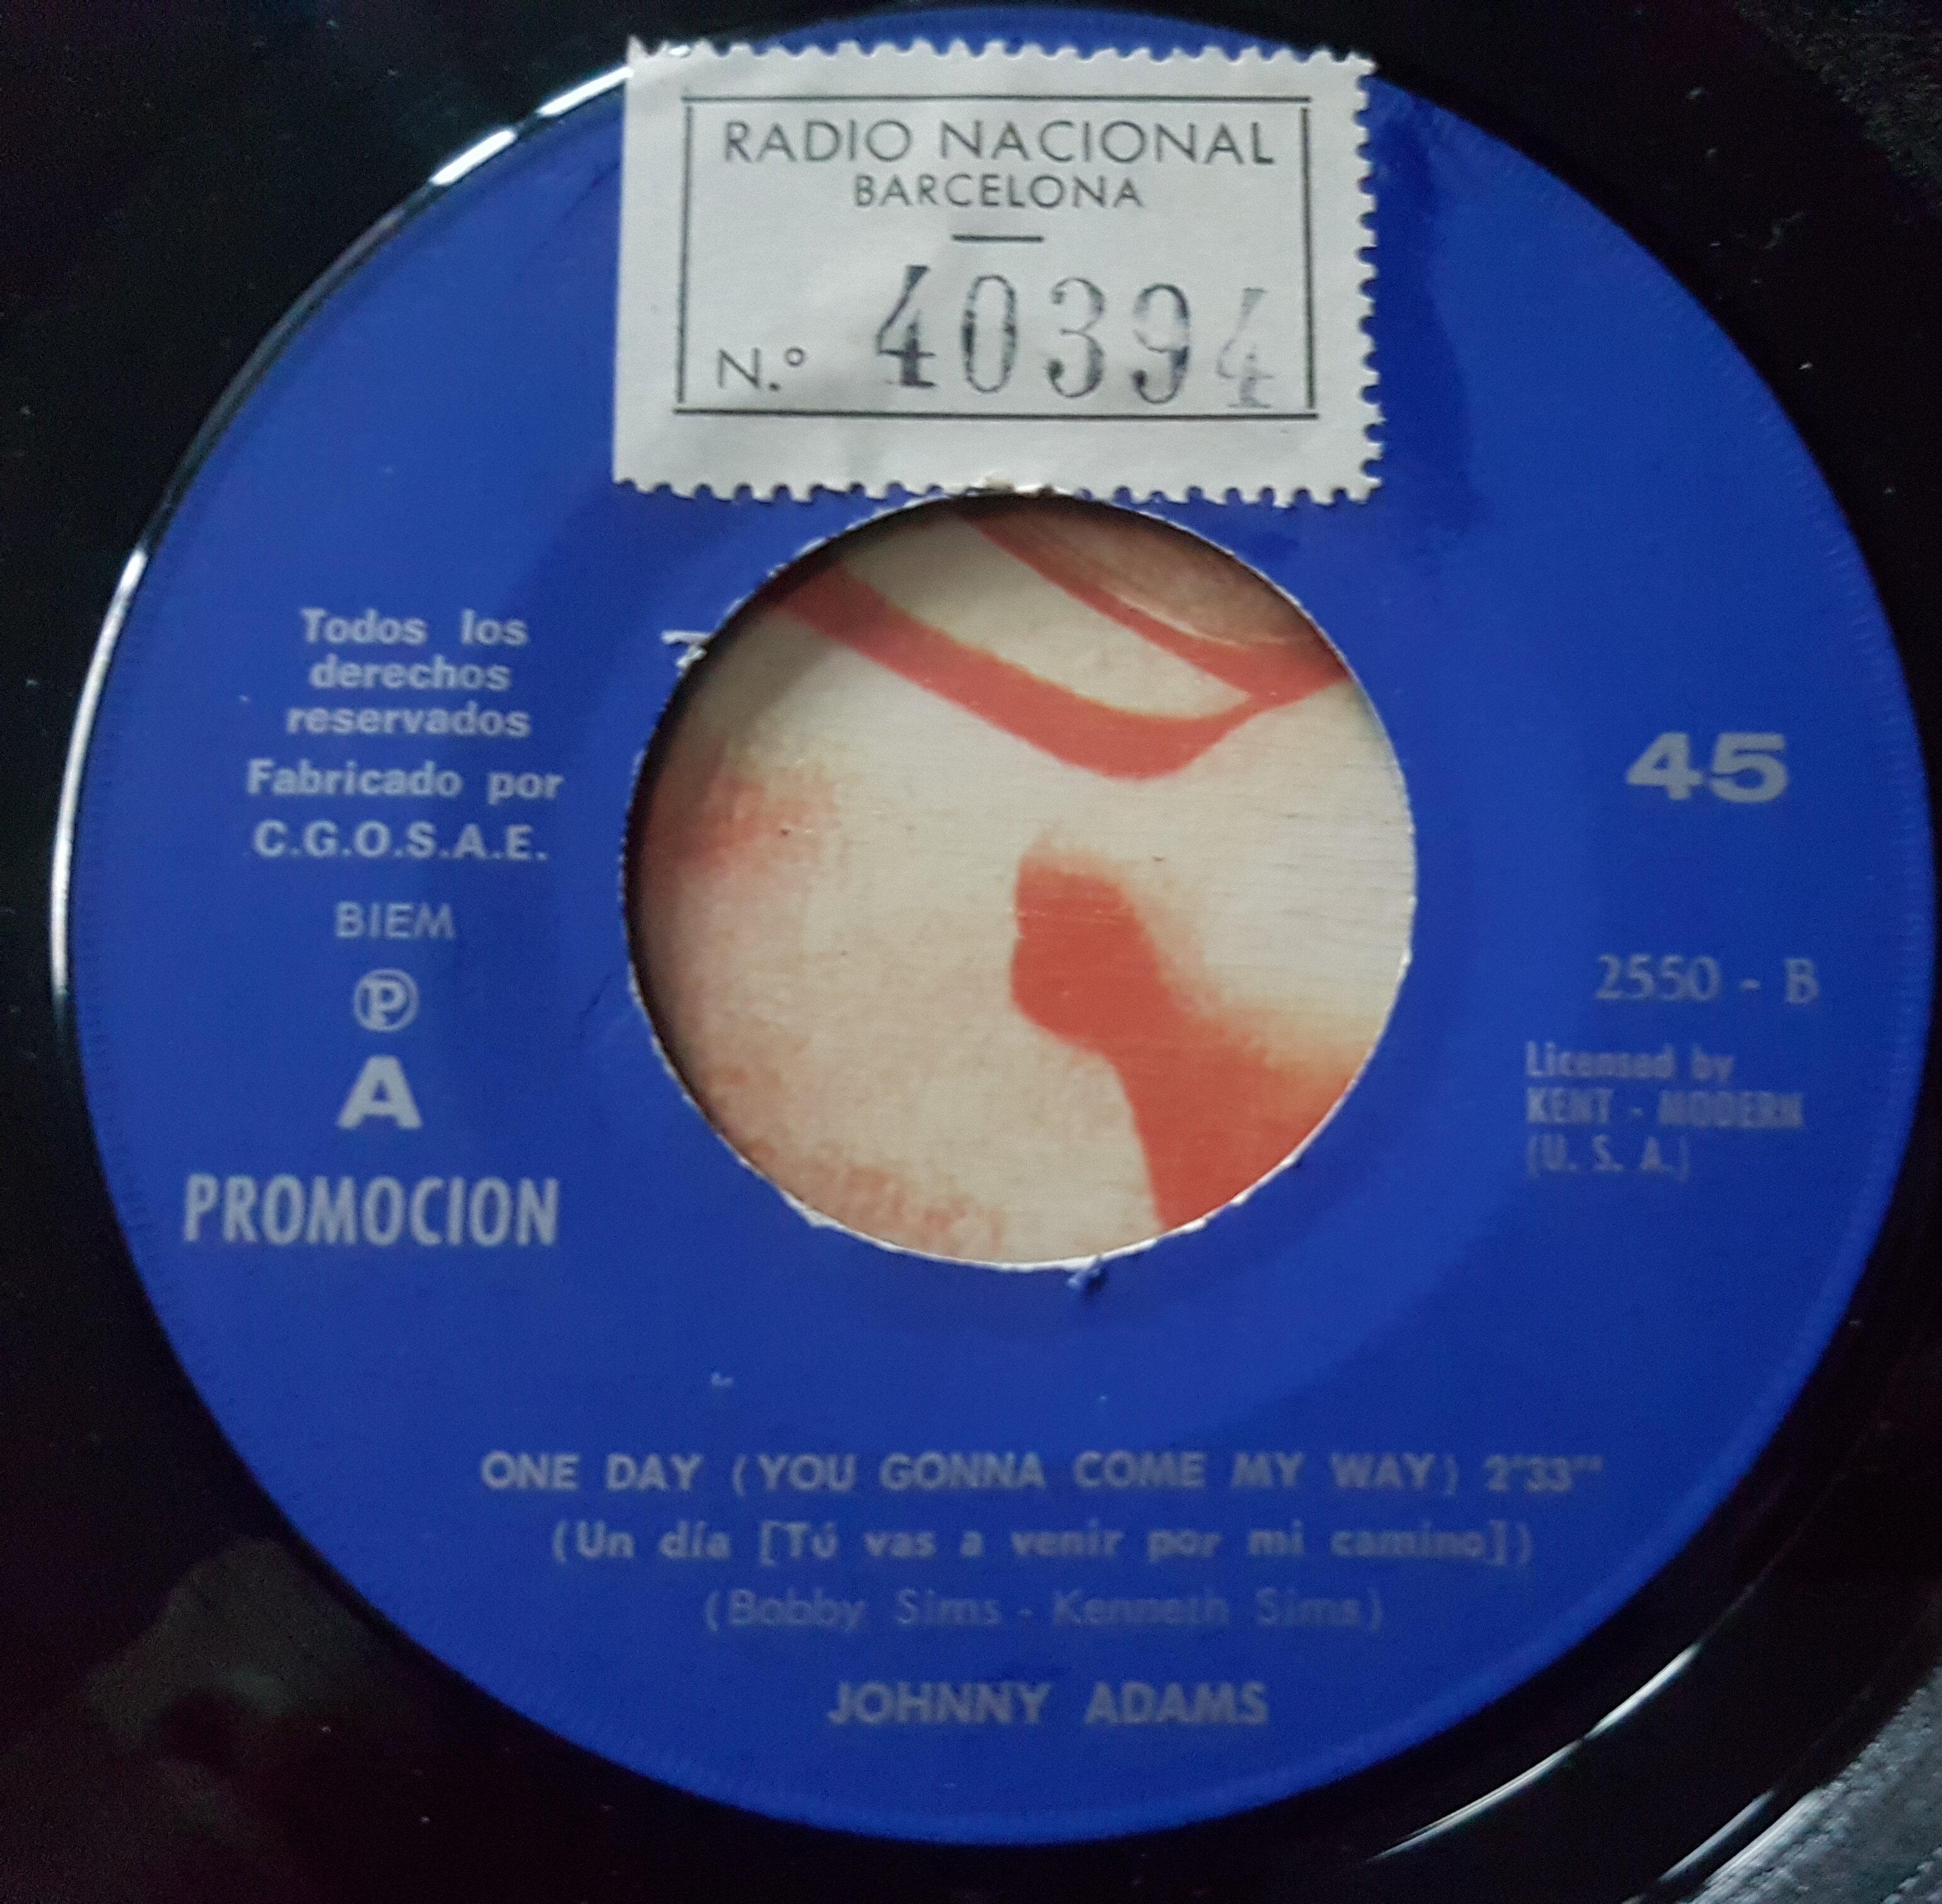 RADIO NACIONAL
BARCELONA
N.º 40394
Todos los
derechos
reservados
Fabricado por
C.G.O.S.A.E.
BIEM
Ⓟ
A
PROMOCION
45
2550 - B
Licensed by
KENT - MODERN
(U. S. A.)
ONE DAY (YOU GONNA COME MY WAY) 2'33"
(Un día [Tú vas a venir por mi camino])
(Bobby Sims - Kenneth Sims)
JOHNNY ADAMS